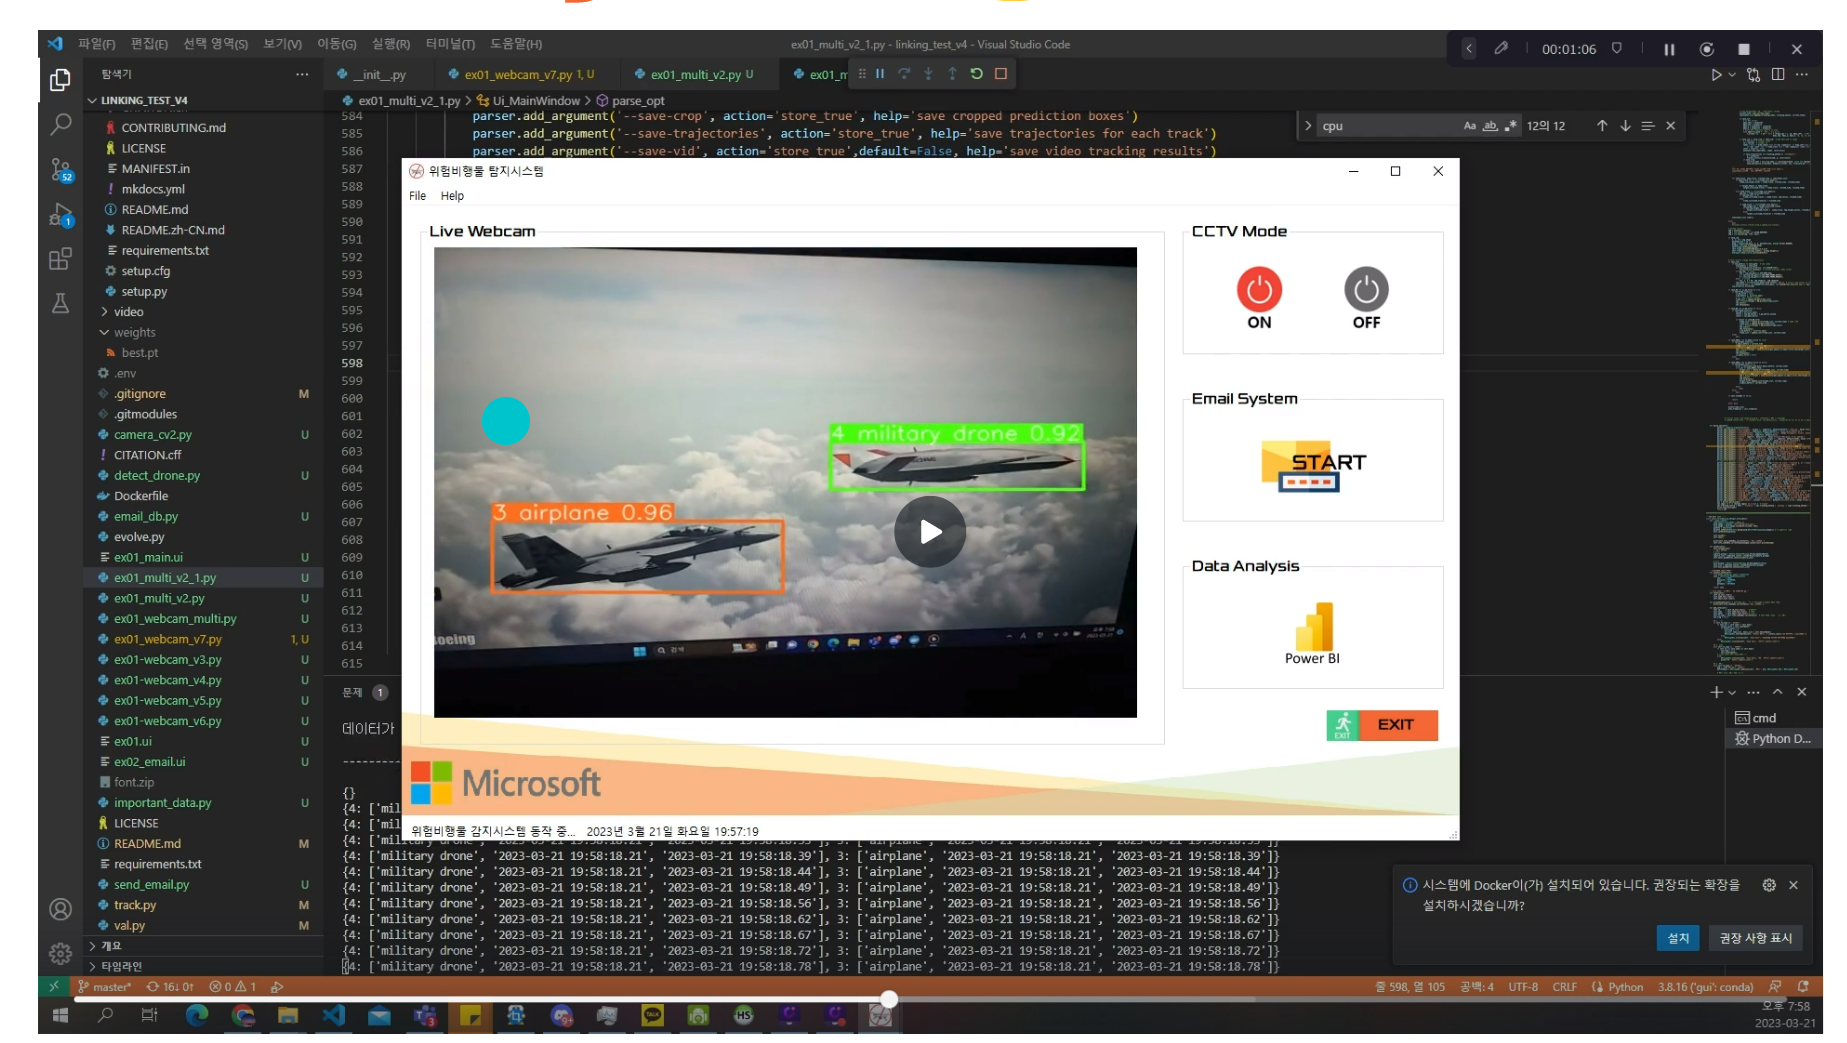 파일(F) 편집(E) 선택 영역(S) 보기(V) 이동(G) 실행(R) 터미널(T) 도움말(H)
ex01_multi_v2_1.py - linking_test_v4 - Visual Studio Code
00:01:06
탐색기
__init__.py
ex01_webcam_v7.py 1, U
ex01_multi_v2.py U
ex01_m
LINKING_TEST_V4
ex01_multi_v2_1.py > Ui_MainWindow > parse_opt
CONTRIBUTING.md
LICENSE
MANIFEST.in
mkdocs.yml
README.md
README.zh-CN.md
requirements.txt
setup.cfg
setup.py
video
weights
best.pt
.env
.gitignore M
.gitmodules
camera_cv2.py U
CITATION.cff
detect_drone.py U
Dockerfile
email_db.py U
evolve.py
ex01_main.ui U
ex01_multi_v2_1.py U
ex01_multi_v2.py U
ex01_webcam_multi.py U
ex01_webcam_v7.py 1, U
ex01-webcam_v3.py U
ex01-webcam_v4.py U
ex01-webcam_v5.py U
ex01-webcam_v6.py U
ex01.ui U
ex02_email.ui U
font.zip
important_data.py U
LICENSE
README.md M
requirements.txt
send_email.py U
track.py M
val.py M
개요
타임라인
52
1
584 parser.add_argument('--save-crop', action='store_true', help='save cropped prediction boxes')
585 parser.add_argument('--save-trajectories', action='store_true', help='save trajectories for each track')
586 parser.add_argument('--save-vid', action='store_true',default=False, help='save video tracking results')
587
588
589
590
591
592
593
594
595
596
597
598
599
600
601
602
603
604
605
606
607
608
609
610
611
612
613
614
615
cpu
Aa ab .* 12의 12
위험비행물 탐지시스템
File Help
Live Webcam
4 military drone 0.92
3 airplane 0.96
Boeing
CCTV Mode
ON
OFF
Email System
START
Data Analysis
Power BI
EXIT
EXIT
Microsoft
위험비행물 감지시스템 동작 중... 2023년 3월 21일 화요일 19:57:19
문제 1
데이터가
{}
{4: ['mil
{4: ['mil
{4: ['mil
{4: ['military drone', '2023-03-21 19:58:18.21', '2023-03-21 19:58:18.39'], 3: ['airplane', '2023-03-21 19:58:18.21', '2023-03-21 19:58:18.39']}
{4: ['military drone', '2023-03-21 19:58:18.21', '2023-03-21 19:58:18.44'], 3: ['airplane', '2023-03-21 19:58:18.21', '2023-03-21 19:58:18.44']}
{4: ['military drone', '2023-03-21 19:58:18.21', '2023-03-21 19:58:18.49'], 3: ['airplane', '2023-03-21 19:58:18.21', '2023-03-21 19:58:18.49']}
{4: ['military drone', '2023-03-21 19:58:18.21', '2023-03-21 19:58:18.56'], 3: ['airplane', '2023-03-21 19:58:18.21', '2023-03-21 19:58:18.56']}
{4: ['military drone', '2023-03-21 19:58:18.21', '2023-03-21 19:58:18.62'], 3: ['airplane', '2023-03-21 19:58:18.21', '2023-03-21 19:58:18.62']}
{4: ['military drone', '2023-03-21 19:58:18.21', '2023-03-21 19:58:18.67'], 3: ['airplane', '2023-03-21 19:58:18.21', '2023-03-21 19:58:18.67']}
{4: ['military drone', '2023-03-21 19:58:18.21', '2023-03-21 19:58:18.72'], 3: ['airplane', '2023-03-21 19:58:18.21', '2023-03-21 19:58:18.72']}
{4: ['military drone', '2023-03-21 19:58:18.21', '2023-03-21 19:58:18.78'], 3: ['airplane', '2023-03-21 19:58:18.21', '2023-03-21 19:58:18.78']}
cmd
Python D...
시스템에 Docker이(가) 설치되어 있습니다. 권장되는 확장을
설치하시겠습니까?
설치
권장 사항 표시
master* 16↓ 0↑ 0 1
줄 598, 열 105 공백: 4 UTF-8 CRLF Python 3.8.16 ('gui': conda)
TALK
HS
오후 7:58
2023-03-21